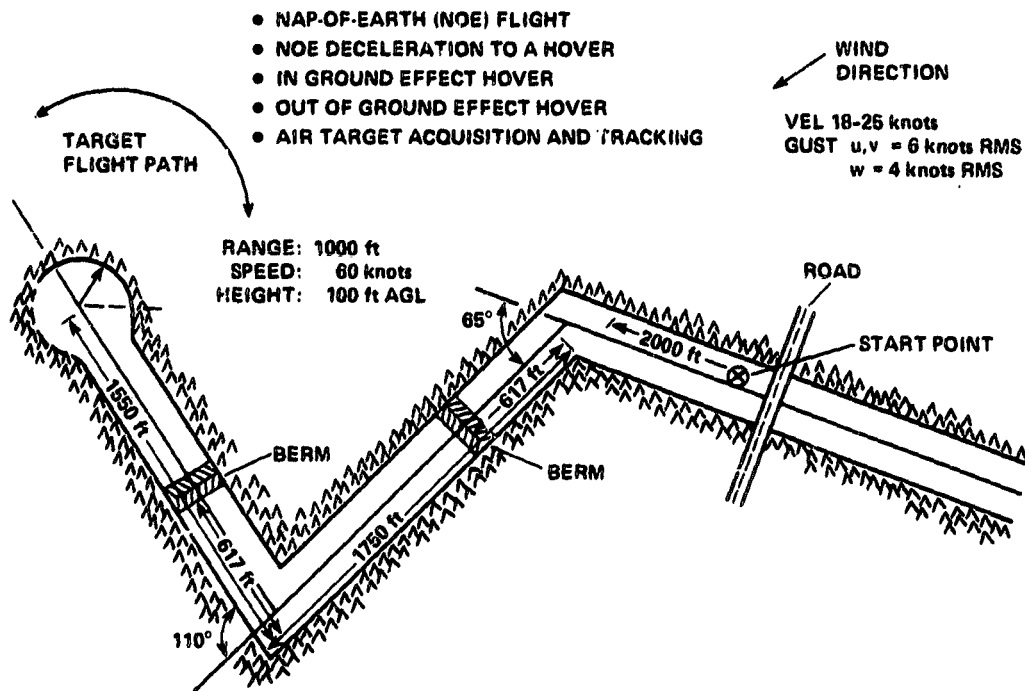 • NAP-OF-EARTH (NOE) FLIGHT
• NOE DECELERATION TO A HOVER
• IN GROUND EFFECT HOVER
• OUT OF GROUND EFFECT HOVER
• AIR TARGET ACQUISITION AND TRACKING
WIND
DIRECTION
VEL 18-25 knots
GUST u,v = 6 knots RMS
w = 4 knots RMS
TARGET
FLIGHT PATH
RANGE: 1000 ft
SPEED: 60 knots
HEIGHT: 100 ft AGL
ROAD
65°
2000 ft
START POINT
617 ft
1550 ft
BERM
BERM
1750 ft
617 ft
110°